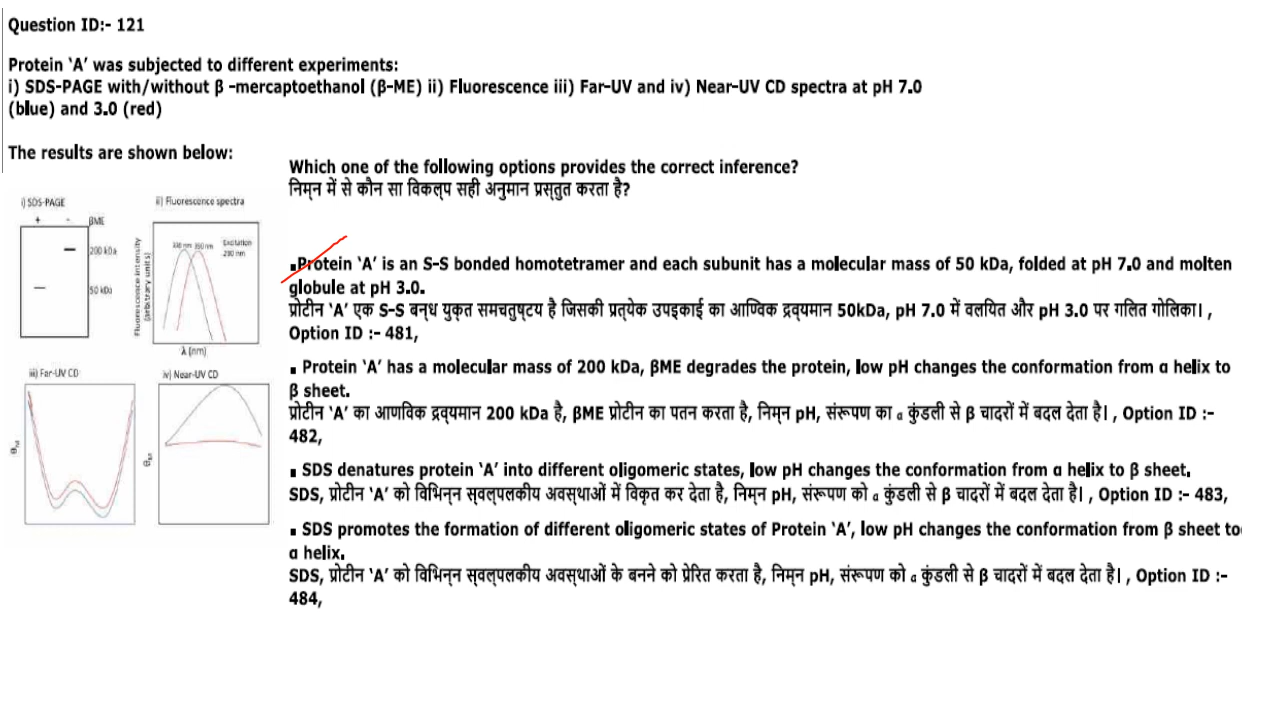 Question ID:- 121
Protein ‘A’ was subjected to different experiments:
i) SDS-PAGE with/without β -mercaptoethanol (β-ME) ii) Fluorescence iii) Far-UV and iv) Near-UV CD spectra at pH 7.0
(blue) and 3.0 (red)
The results are shown below:
i) SDS-PAGE
+ - βME
200 kDa
50 kDa
ii) Fluorescence spectra
Fluorescence intensity
(arbitrary units)
330 nm 350 nm
Excitation
280 nm
λ (nm)
iii) Far-UV CD
iv) Near-UV CD
Which one of the following options provides the correct inference?
निम्न में से कौन सा विकल्प सही अनुमान प्रस्तुत करता है?
Protein ‘A’ is an S-S bonded homotetramer and each subunit has a molecular mass of 50 kDa, folded at pH 7.0 and molten
globule at pH 3.0.
प्रोटीन ‘A’ एक S-S बन्ध युक्त समचतुष्टय है जिसकी प्रत्येक उपइकाई का आण्विक द्रव्यमान 50kDa, pH 7.0 में वलयित और pH 3.0 पर गलित गोलिका। ,
Option ID :- 481,
Protein ‘A’ has a molecular mass of 200 kDa, βME degrades the protein, low pH changes the conformation from α helix to
β sheet.
प्रोटीन ‘A’ का आणविक द्रव्यमान 200 kDa है, βME प्रोटीन का पतन करता है, निम्न pH, संरूपण का α कुंडली से β चादरों में बदल देता है। , Option ID :-
482,
SDS denatures protein ‘A’ into different oligomeric states, low pH changes the conformation from α helix to β sheet.
SDS, प्रोटीन ‘A’ को विभिन्न स्वल्पलकीय अवस्थाओं में विकृत कर देता है, निम्न pH, संरूपण को α कुंडली से β चादरों में बदल देता है। , Option ID :- 483,
SDS promotes the formation of different oligomeric states of Protein ‘A’, low pH changes the conformation from β sheet to
α helix.
SDS, प्रोटीन ‘A’ को विभिन्न स्वल्पलकीय अवस्थाओं के बनने को प्रेरित करता है, निम्न pH, संरूपण को α कुंडली से β चादरों में बदल देता है। , Option ID :-
484,